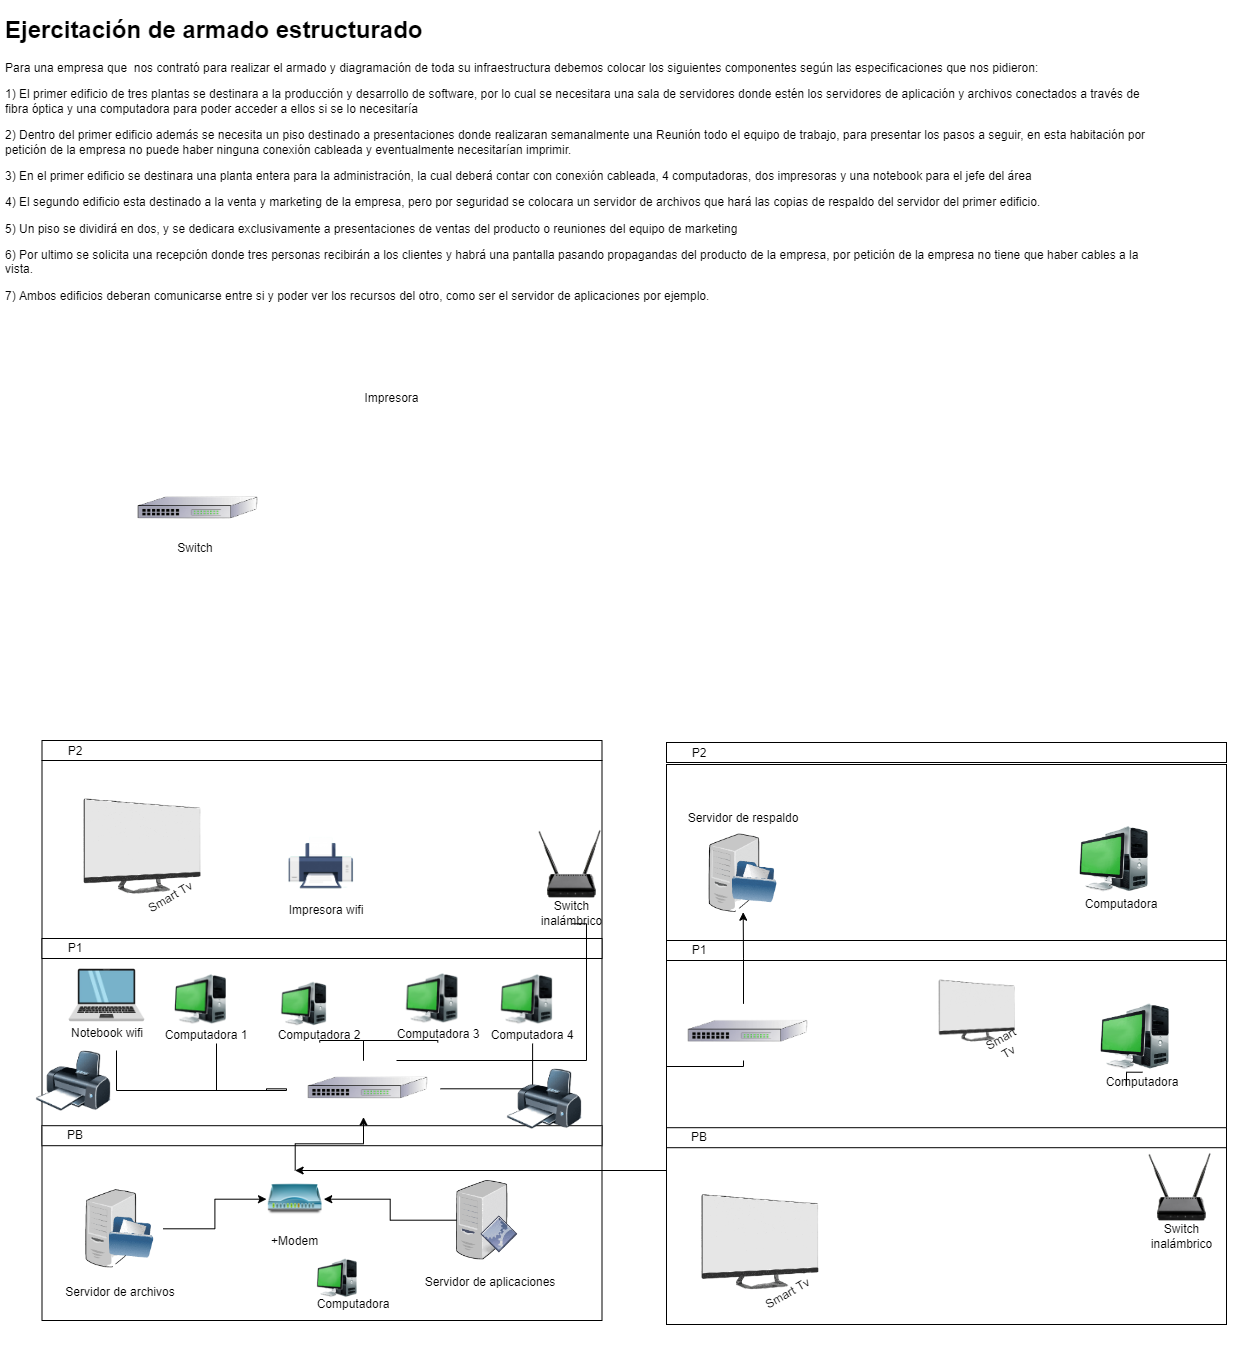 Ejercitación de armado estructurado
Para una empresa que  nos contrató para realizar el armado y diagramación de toda su infraestructura debemos colocar los siguientes componentes según las especificaciones que nos pidieron:
1) El primer edificio de tres plantas se destinara a la producción y desarrollo de software, por lo cual se necesitara una sala de servidores donde estén los servidores de aplicación y archivos conectados a través de
fibra óptica y una computadora para poder acceder a ellos si se lo necesitaría
2) Dentro del primer edificio además se necesita un piso destinado a presentaciones donde realizaran semanalmente una Reunión todo el equipo de trabajo, para presentar los pasos a seguir, en esta habitación por
petición de la empresa no puede haber ninguna conexión cableada y eventualmente necesitarían imprimir.
3) En el primer edificio se destinara una planta entera para la administración, la cual deberá contar con conexión cableada, 4 computadoras, dos impresoras y una notebook para el jefe del área
4) El segundo edificio esta destinado a la venta y marketing de la empresa, pero por seguridad se colocara un servidor de archivos que hará las copias de respaldo del servidor del primer edificio.
5) Un piso se dividirá en dos, y se dedicara exclusivamente a presentaciones de ventas del producto o reuniones del equipo de marketing
6) Por ultimo se solicita una recepción donde tres personas recibirán a los clientes y habrá una pantalla pasando propagandas del producto de la empresa, por petición de la empresa no tiene que haber cables a la
vista.
7) Ambos edificios deberan comunicarse entre si y poder ver los recursos del otro, como ser el servidor de aplicaciones por ejemplo.
Impresora
Switch
P2
Smart Tv
Impresora wifi
Switch
inalámbrico
P1
Notebook wifi
Computadora 1
Computadora 2
Computadora 3
Computadora 4
PB
Servidor de archivos
+Modem
Computadora
Servidor de aplicaciones
P2
Servidor de respaldo
Computadora
P1
Smart
Tv
Computadora
PB
Smart Tv
Switch
inalámbrico